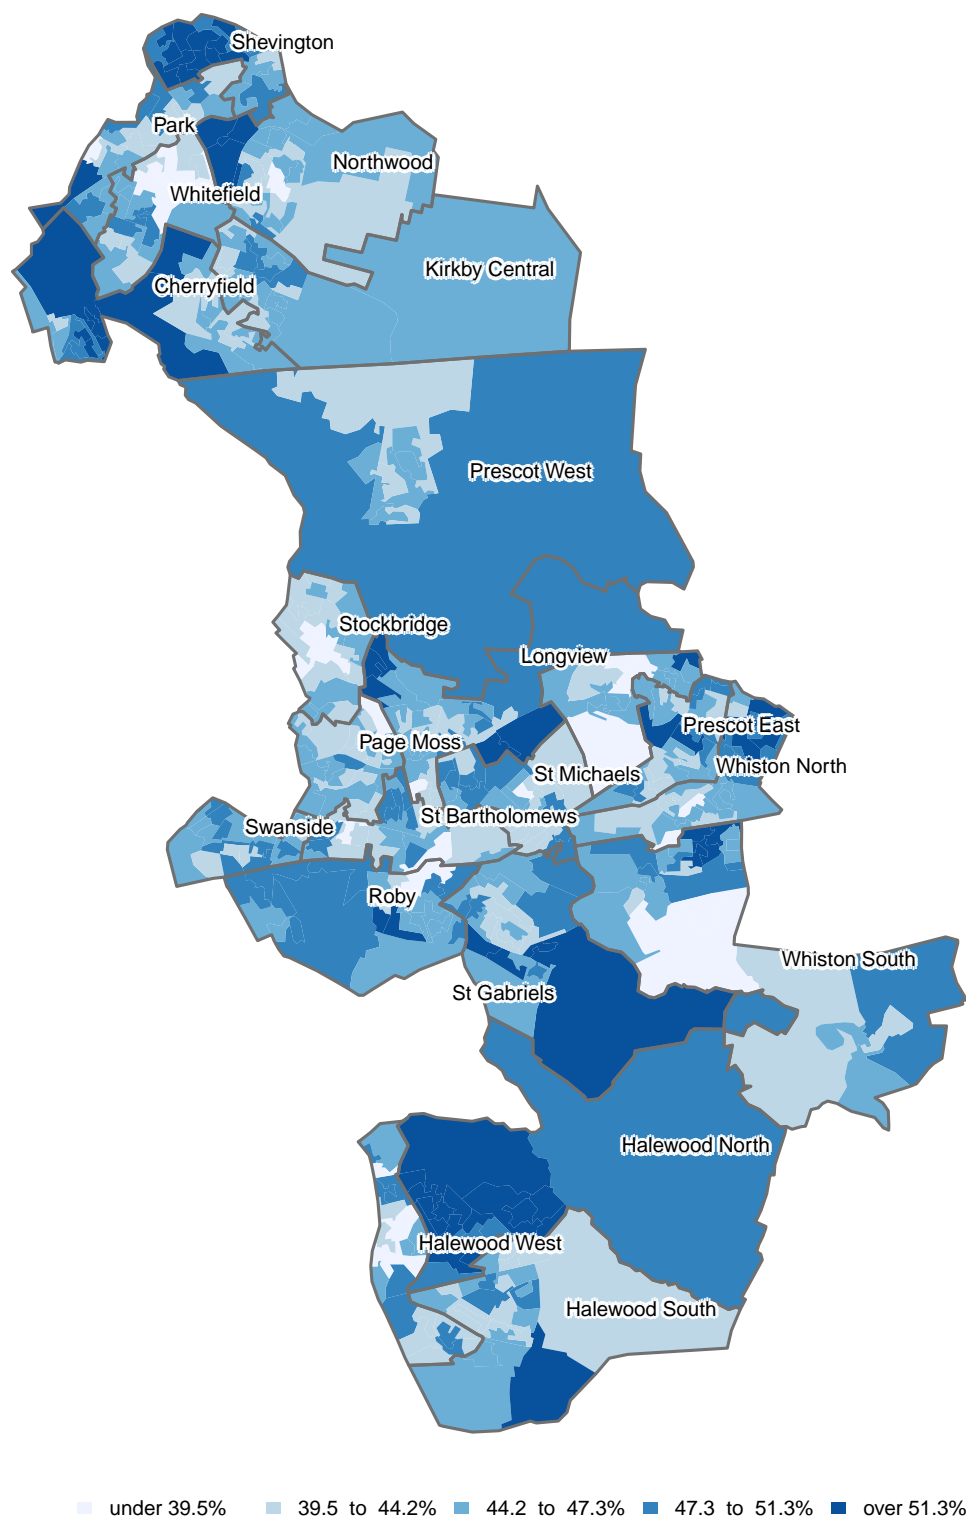 Shevington
Park
Northwood
Whitefield
Kirkby Central
Cherryfield
Prescot West
Stockbridge
Longview
Prescot East
Page Moss
Whiston North
St Michaels
St Bartholomews
Swanside
Roby
Whiston South
St Gabriels
Halewood North
Halewood West
Halewood South
under 39.5% 39.5 to 44.2% 44.2 to 47.3% 47.3 to 51.3% over 51.3%